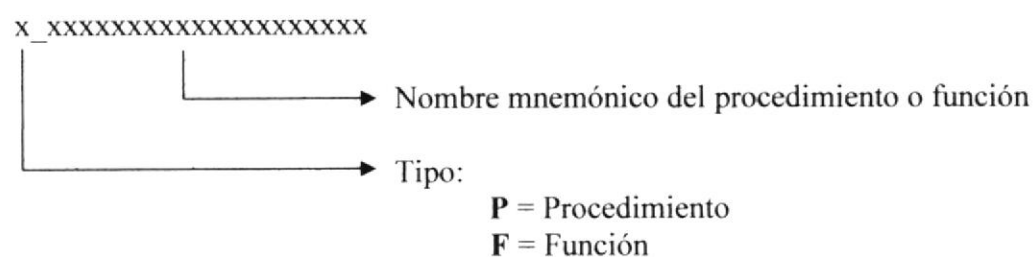 x_xxxxxxxxxxxxxxxxxxxx
Nombre mnemónico del procedimiento o función
Tipo:
P = Procedimiento
F = Función